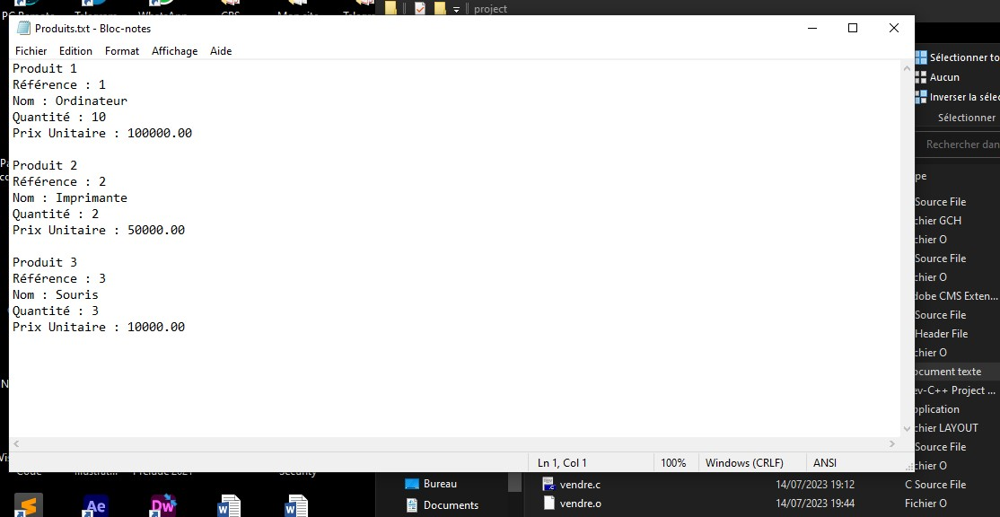 project
Produits.txt - Bloc-notes
Fichier Edition Format Affichage Aide
Produit 1
Référence : 1
Nom : Ordinateur
Quantité : 10
Prix Unitaire : 100000.00
Produit 2
Référence : 2
Nom : Imprimante
Quantité : 2
Prix Unitaire : 50000.00
Produit 3
Référence : 3
Nom : Souris
Quantité : 3
Prix Unitaire : 10000.00
Ln 1, Col 1 100% Windows (CRLF) ANSI
Sélectionner to
Aucun
Inverser la sélec
Sélectionner
Rechercher dan
pe
Source File
chier GCH
chier O
Source File
chier O
dobe CMS Exten...
Source File
Header File
chier O
ocument texte
ev-C++ Project ...
pplication
chier LAYOUT
Source File
chier O
Bureau
vendre.c 14/07/2023 19:12 C Source File
Documents
vendre.o 14/07/2023 19:44 Fichier O
Ae
Dw